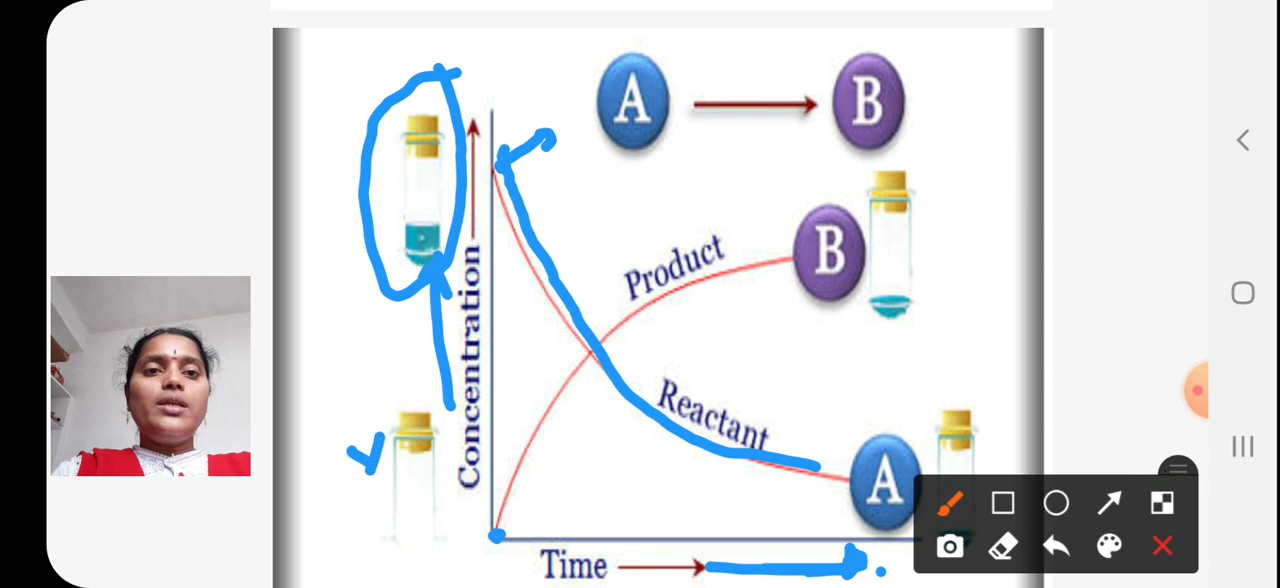 A B
B
Product
Concentration
Reactant
A
Time